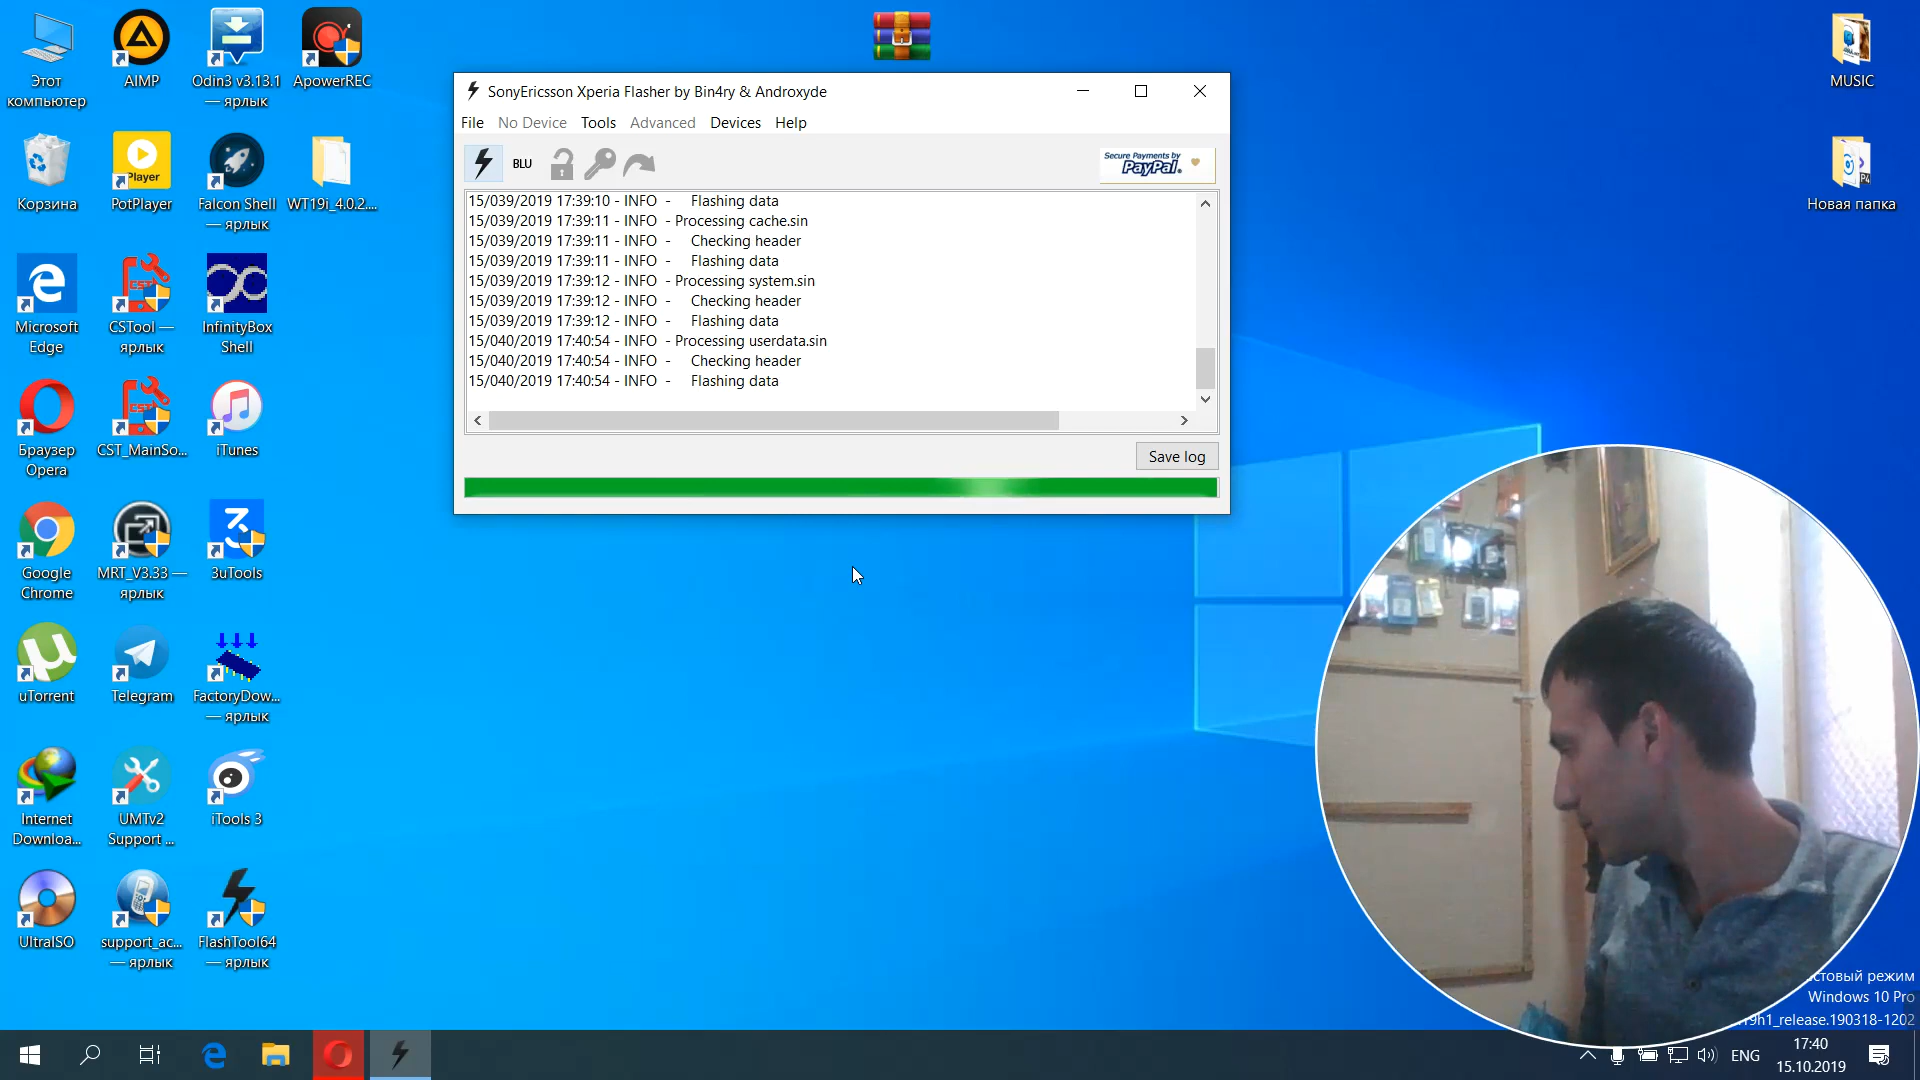 Этот
компьютер
AIMP
Odin3 v3.13.1
— ярлык
ApowerREC
MUSIC
Корзина
Player
PotPlayer
Falcon Shell
— ярлык
WT19i_4.0.2....
Новая папка
Microsoft
Edge
CSTool —
ярлык
InfinityBox
Shell
Браузер
Opera
CST_MainSo...
iTunes
Google
Chrome
MRT_V3.33 —
ярлык
3uTools
uTorrent
Telegram
FactoryDow...
— ярлык
Internet
Downloa...
UMTv2
Support ...
iTools 3
UltraISO
support_ac...
— ярлык
FlashTool64
— ярлык
SonyEricsson Xperia Flasher by Bin4ry & Androxyde
File No Device Tools Advanced Devices Help
BLU
Secure Payments by
PayPal
15/039/2019 17:39:10 - INFO - Flashing data
15/039/2019 17:39:11 - INFO - Processing cache.sin
15/039/2019 17:39:11 - INFO - Checking header
15/039/2019 17:39:11 - INFO - Flashing data
15/039/2019 17:39:12 - INFO - Processing system.sin
15/039/2019 17:39:12 - INFO - Checking header
15/039/2019 17:39:12 - INFO - Flashing data
15/040/2019 17:40:54 - INFO - Processing userdata.sin
15/040/2019 17:40:54 - INFO - Checking header
15/040/2019 17:40:54 - INFO - Flashing data
Save log
стовый режим
Windows 10 Pro
19h1_release.190318-1202
ENG
17:40
15.10.2019